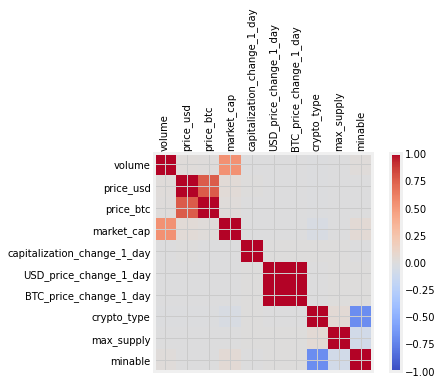 volume
price_usd
price_btc
market_cap
capitalization_change_1_day
USD_price_change_1_day
BTC_price_change_1_day
crypto_type
max_supply
minable
volume
price_usd
price_btc
market_cap
capitalization_change_1_day
USD_price_change_1_day
BTC_price_change_1_day
crypto_type
max_supply
minable
1.00
0.75
0.50
0.25
0.00
−0.25
−0.50
−0.75
−1.00